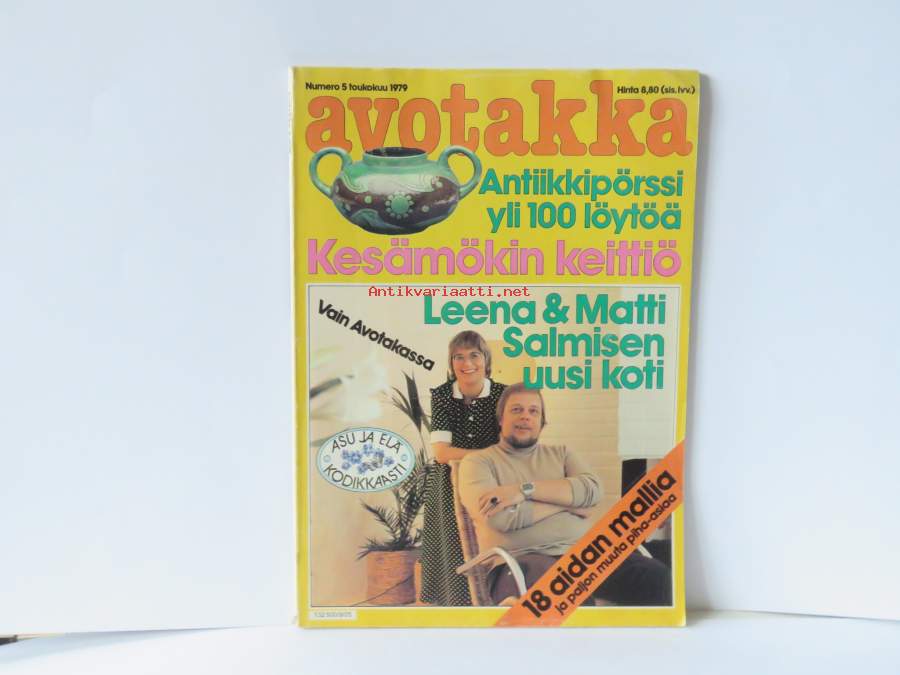 Numero 5 toukokuu 1979
Hinta 8,80 (sis. lvv.)
avotakka
Antiikkipörssi
yli 100 löytöä
Kesämökin keittiö
Antikvariaatti.net
Vain Avotakassa
Leena & Matti
Salmisen
uusi koti
ASU JA ELÄ
KODIKKAASTI
18 aidan mallia
ja paljon muuta piha-asiaa